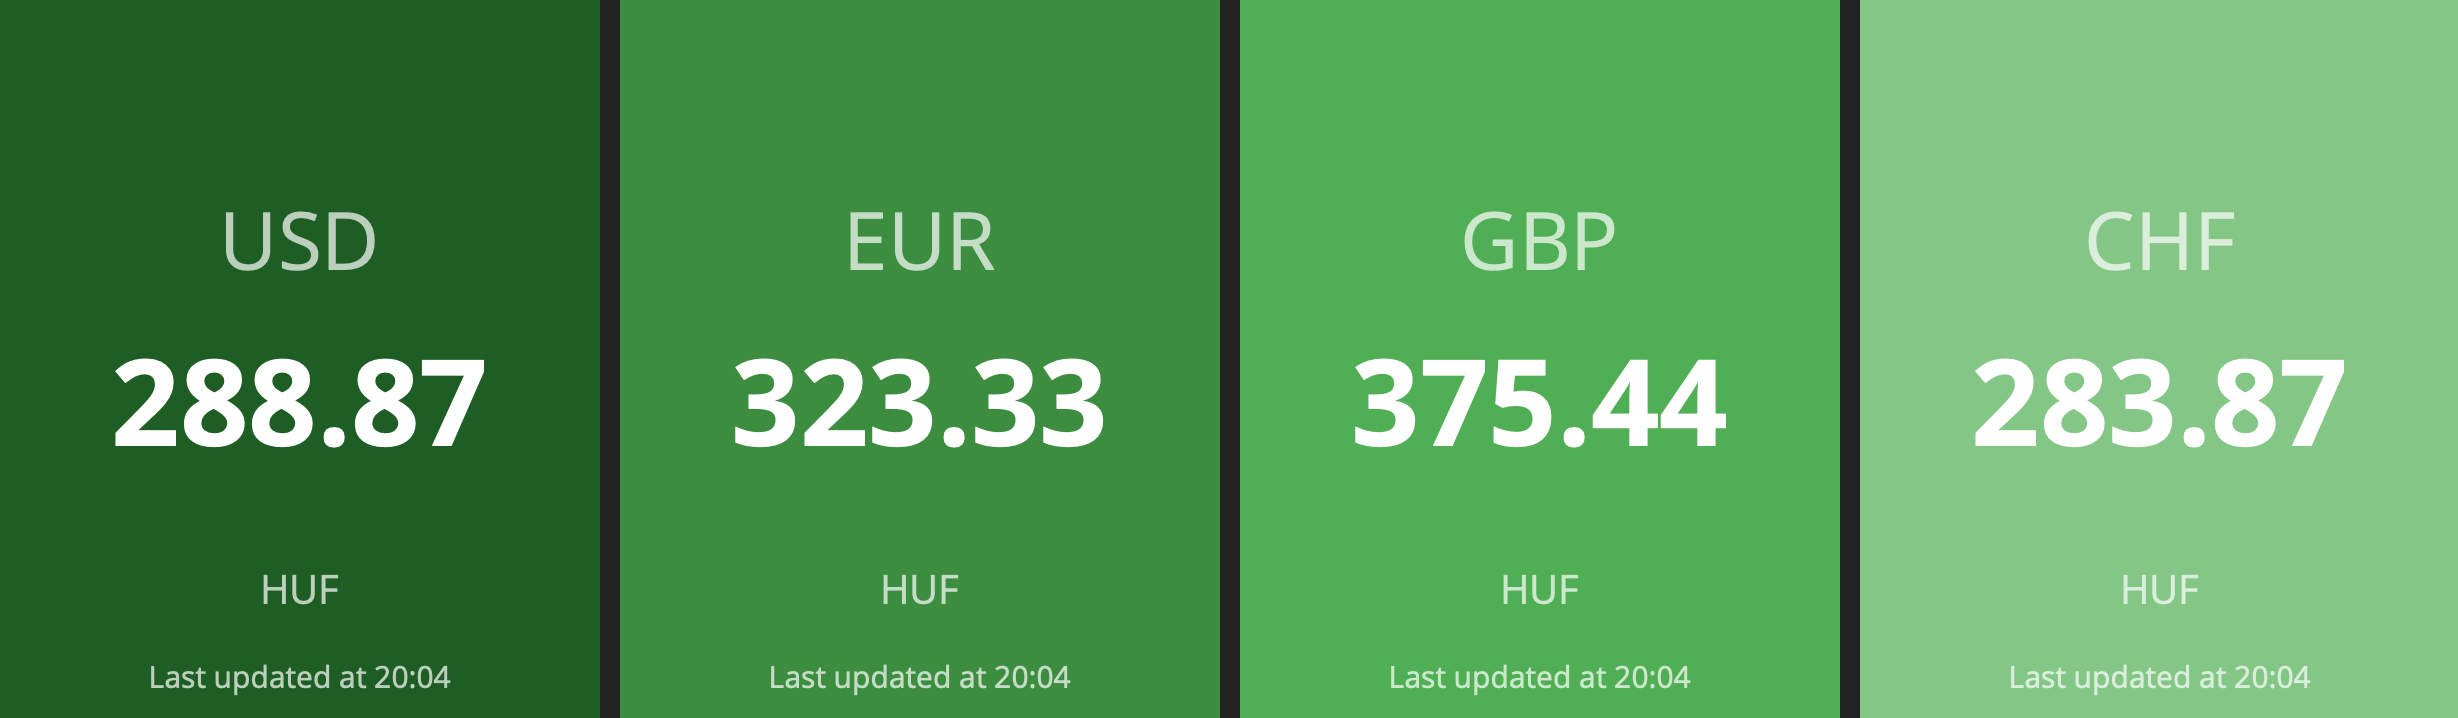 USD
288.87
HUF
Last updated at 20:04
EUR
323.33
HUF
Last updated at 20:04
GBP
375.44
HUF
Last updated at 20:04
CHF
283.87
HUF
Last updated at 20:04